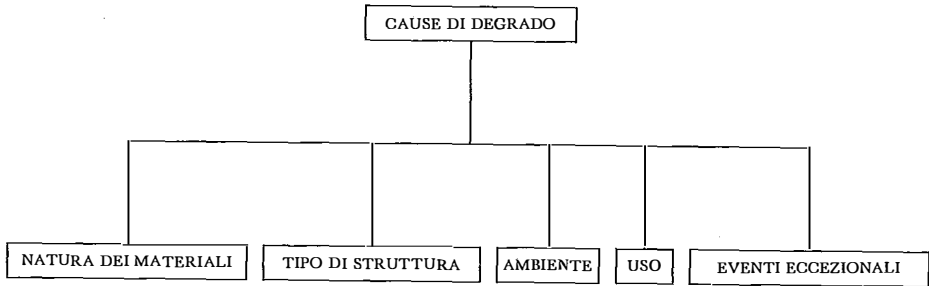 CAUSE DI DEGRADO
NATURA DEI MATERIALI
TIPO DI STRUTTURA
AMBIENTE
USO
EVENTI ECCEZIONALI